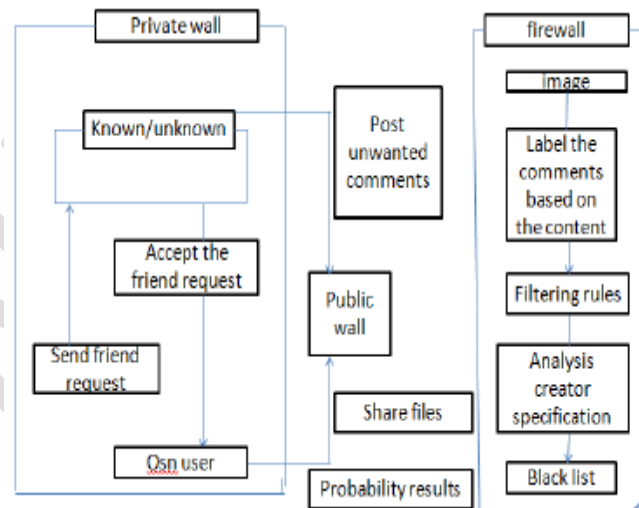 Private wall
Known/unknown
Accept the
friend request
Send friend
request
Osn user
Post
unwanted
comments
Public
wall
Share files
Probability results
firewall
image
Label the
comments
based on
the content
Filtering rules
Analysis
creator
specification
Black list